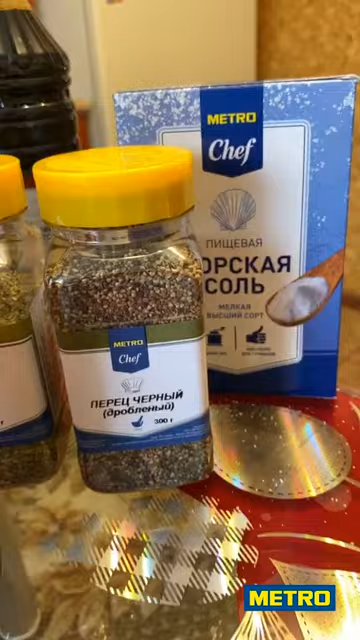 METRO
Chef
ПИЩЕВАЯ
ОРСКАЯ
СОЛЬ
МЕЛКАЯ
ВЫСШИЙ СОРТ
METRO
Chef
ПЕРЕЦ ЧЕРНЫЙ
(дробленый)
300 г
METRO